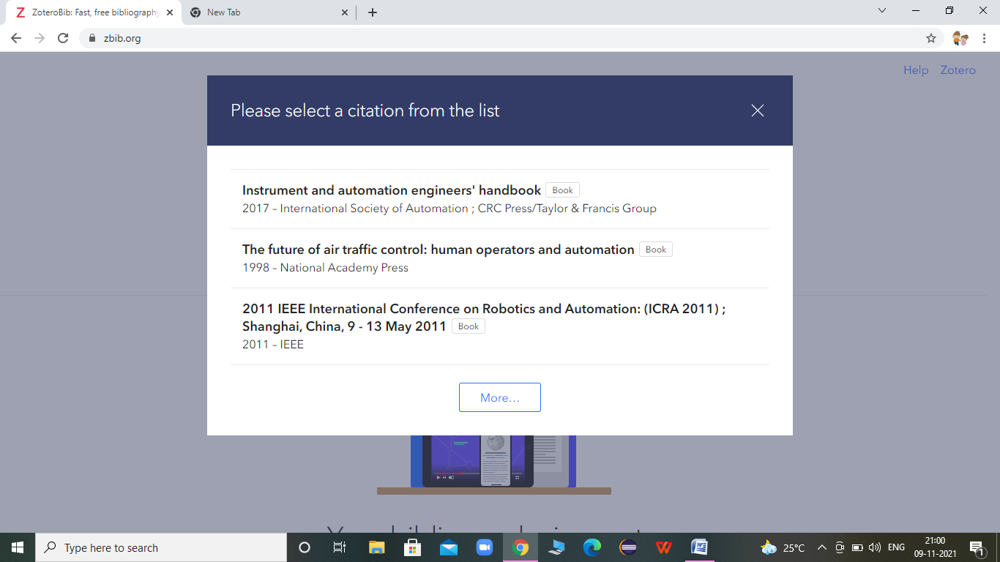 ZoteroBib: Fast, free bibliography
New Tab
zbib.org
Help Zotero
Please select a citation from the list
Instrument and automation engineers' handbook Book
2017 – International Society of Automation ; CRC Press/Taylor & Francis Group
The future of air traffic control: human operators and automation Book
1998 – National Academy Press
2011 IEEE International Conference on Robotics and Automation: (ICRA 2011) ;
Shanghai, China, 9 - 13 May 2011 Book
2011 – IEEE
More…
Type here to search
25°C
ENG
21:00
09-11-2021
1